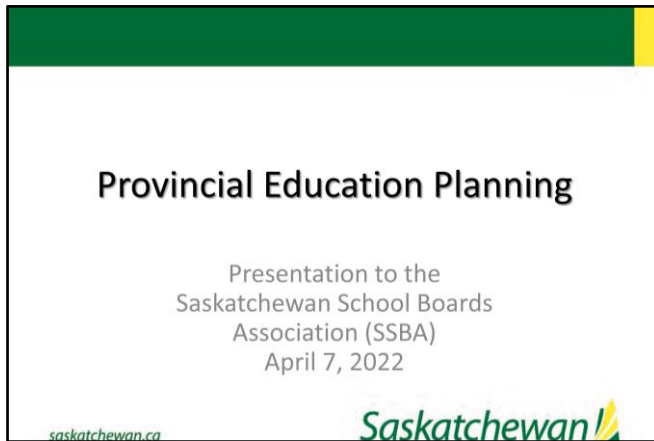 Provincial Education Planning
Presentation to the
Saskatchewan School Boards
Association (SSBA)
April 7, 2022
saskatchewan.ca
Saskatchewan